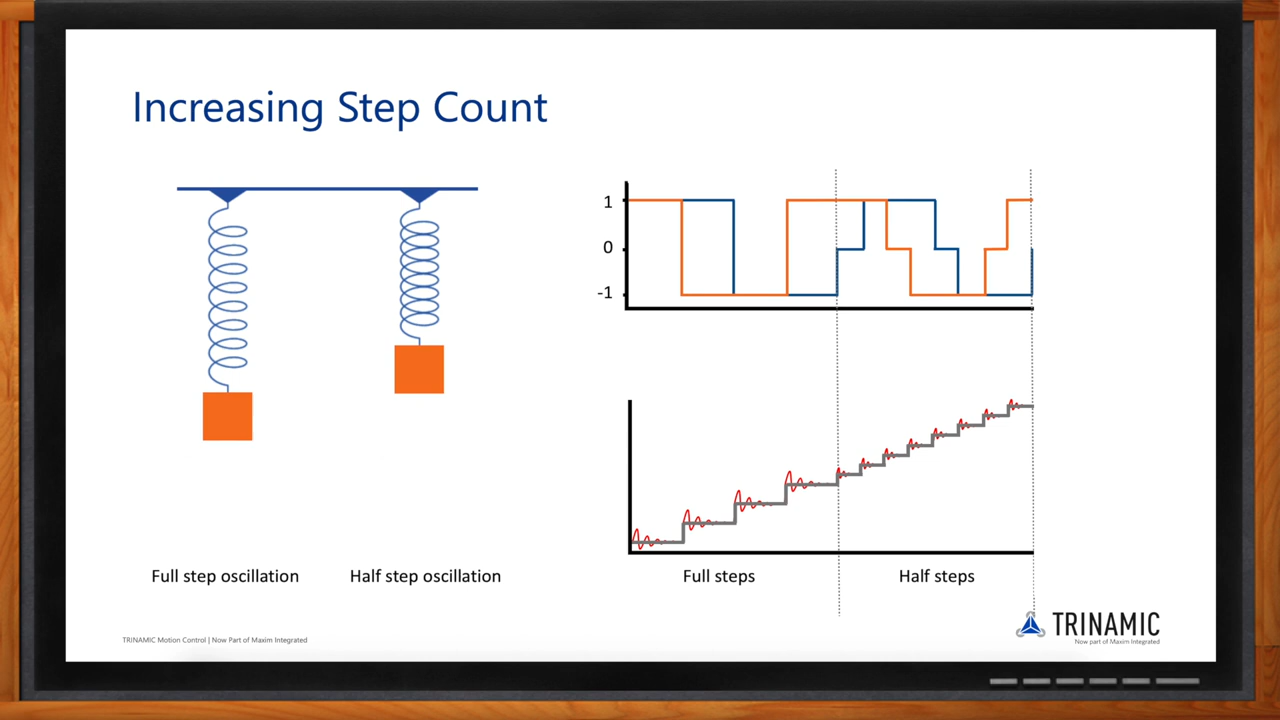 Increasing Step Count
1
0
-1
Full step oscillation
Half step oscillation
Full steps
Half steps
TRINAMIC Motion Control | Now Part of Maxim Integrated
TRINAMIC
Now part of Maxim Integrated